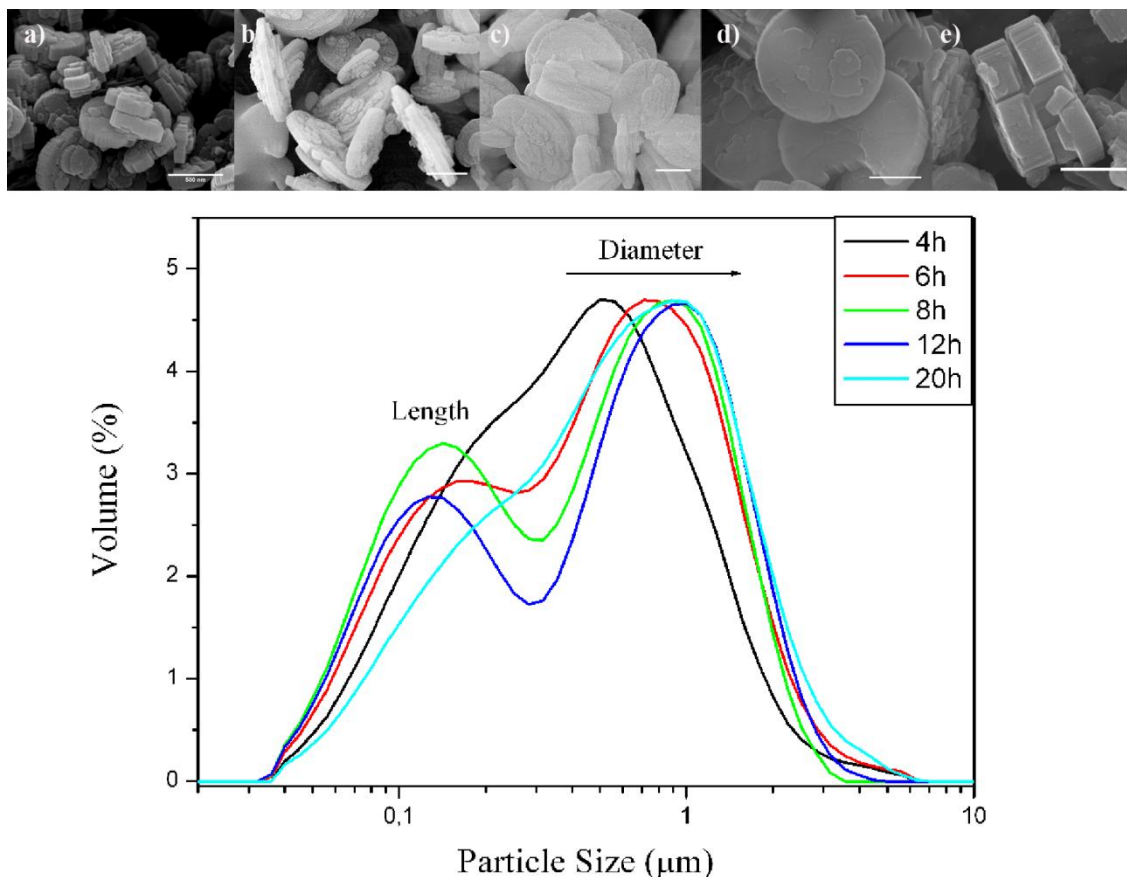 a)
b)
c)
d)
e)
500 nm
Diameter
Length
4h
6h
8h
12h
20h
5
4
3
2
1
0
Volume (%)
0,1
1
10
Particle Size (μm)